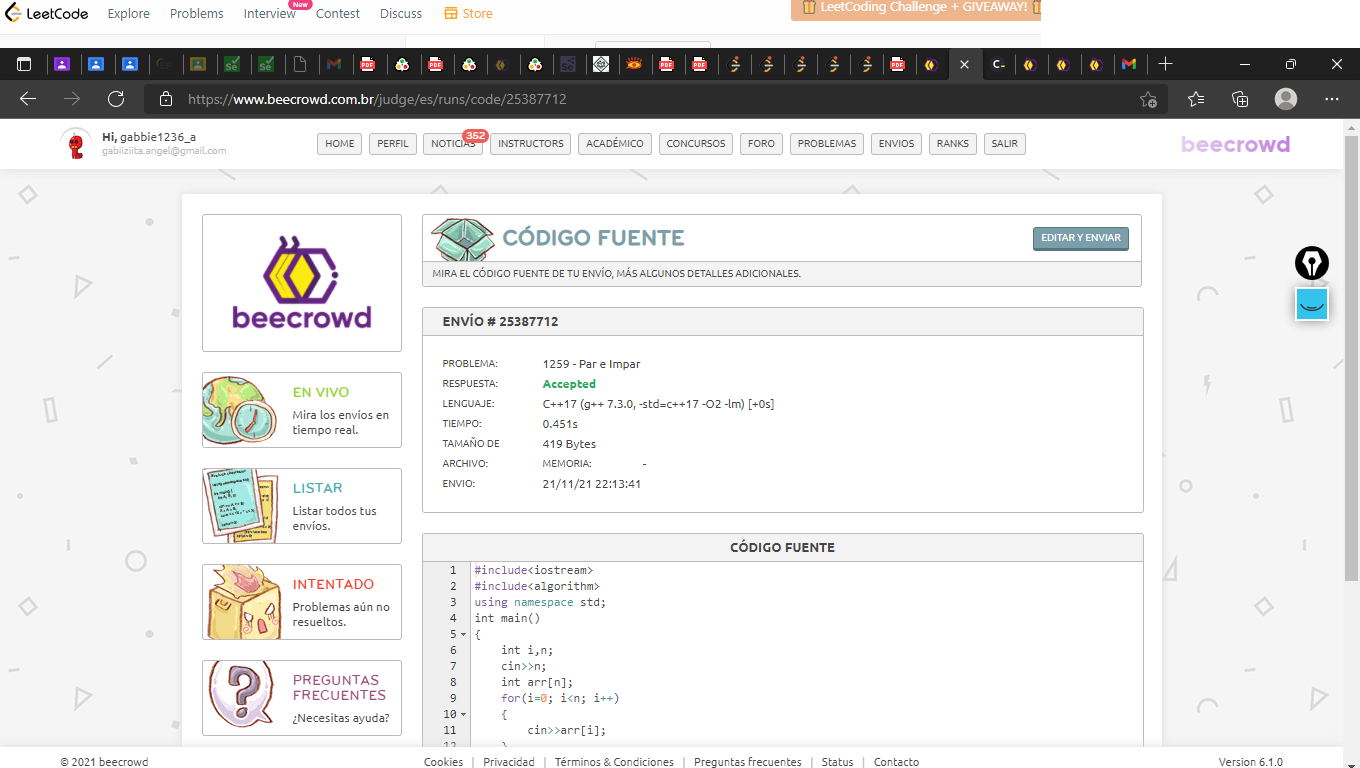 LeetCode Explore Problems Interview New Contest Discuss Store LeetCoding Challenge + GIVEAWAY!
https://www.beecrowd.com.br/judge/es/runs/code/25387712
Hi, gabbie1236_a
gabiiziita.angel@gmail.com
HOME PERFIL NOTICIAS 352 INSTRUCTORS ACADÉMICO CONCURSOS FORO PROBLEMAS ENVIOS RANKS SALIR
beecrowd
beecrowd
EN VIVO
Mira los envíos en
tiempo real.
LISTAR
Listar todos tus
envíos.
INTENTADO
Problemas aún no
resueltos.
PREGUNTAS
FRECUENTES
¿Necesitas ayuda?
CÓDIGO FUENTE
EDITAR Y ENVIAR
MIRA EL CÓDIGO FUENTE DE TU ENVÍO, MÁS ALGUNOS DETALLES ADICIONALES.
ENVÍO # 25387712
PROBLEMA: 1259 - Par e Impar
RESPUESTA: Accepted
LENGUAJE: C++17 (g++ 7.3.0, -std=c++17 -O2 -lm) [+0s]
TIEMPO: 0.451s
TAMAÑO DE 419 Bytes
ARCHIVO: MEMORIA: -
ENVIO: 21/11/21 22:13:41
CÓDIGO FUENTE
1 #include<iostream>
2 #include<algorithm>
3 using namespace std;
4 int main()
5 {
6 int i,n;
7 cin>>n;
8 int arr[n];
9 for(i=0; i<n; i++)
10 {
11 cin>>arr[i];
12 }
© 2021 beecrowd
Cookies | Privacidad | Términos & Condiciones | Preguntas frecuentes | Status | Contacto
Version 6.1.0